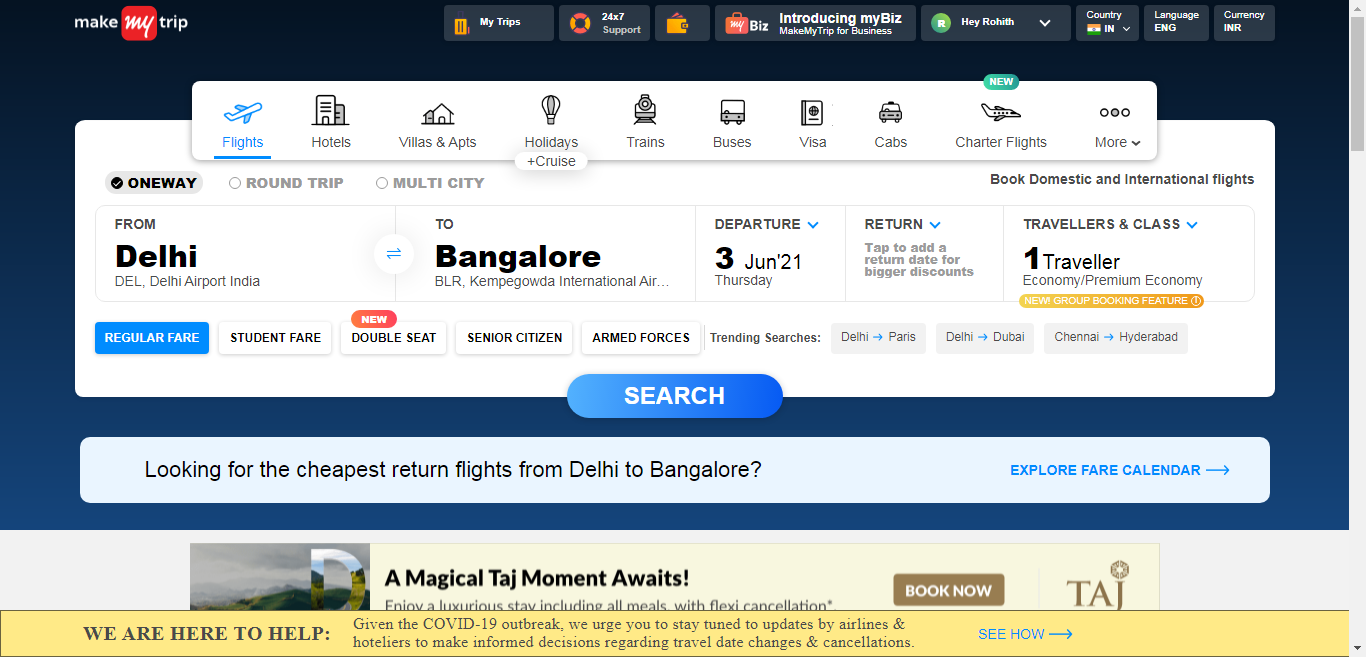 make my trip
My Trips
24x7
Support
my Biz
Introducing myBiz
MakeMyTrip for Business
R
Hey Rohith
Country
IN
Language
ENG
Currency
INR
NEW
Flights
Hotels
Villas & Apts
Holidays
+Cruise
Trains
Buses
Visa
Cabs
Charter Flights
More
ONEWAY
ROUND TRIP
MULTI CITY
Book Domestic and International flights
FROM
Delhi
DEL, Delhi Airport India
TO
Bangalore
BLR, Kempegowda International Air...
DEPARTURE
3 Jun'21
Thursday
RETURN
Tap to add a
return date for
bigger discounts
TRAVELLERS & CLASS
1 Traveller
Economy/Premium Economy
NEW GROUP BOOKING FEATURE
REGULAR FARE
STUDENT FARE
NEW
DOUBLE SEAT
SENIOR CITIZEN
ARMED FORCES
Trending Searches:
Delhi → Paris
Delhi → Dubai
Chennai → Hyderabad
SEARCH
Looking for the cheapest return flights from Delhi to Bangalore?
EXPLORE FARE CALENDAR
D
A Magical Taj Moment Awaits!
Enjoy a luxurious stay including all meals, with flexi cancellation*.
BOOK NOW
TAJ
WE ARE HERE TO HELP:
Given the COVID-19 outbreak, we urge you to stay tuned to updates by airlines &
hoteliers to make informed decisions regarding travel date changes & cancellations.
SEE HOW